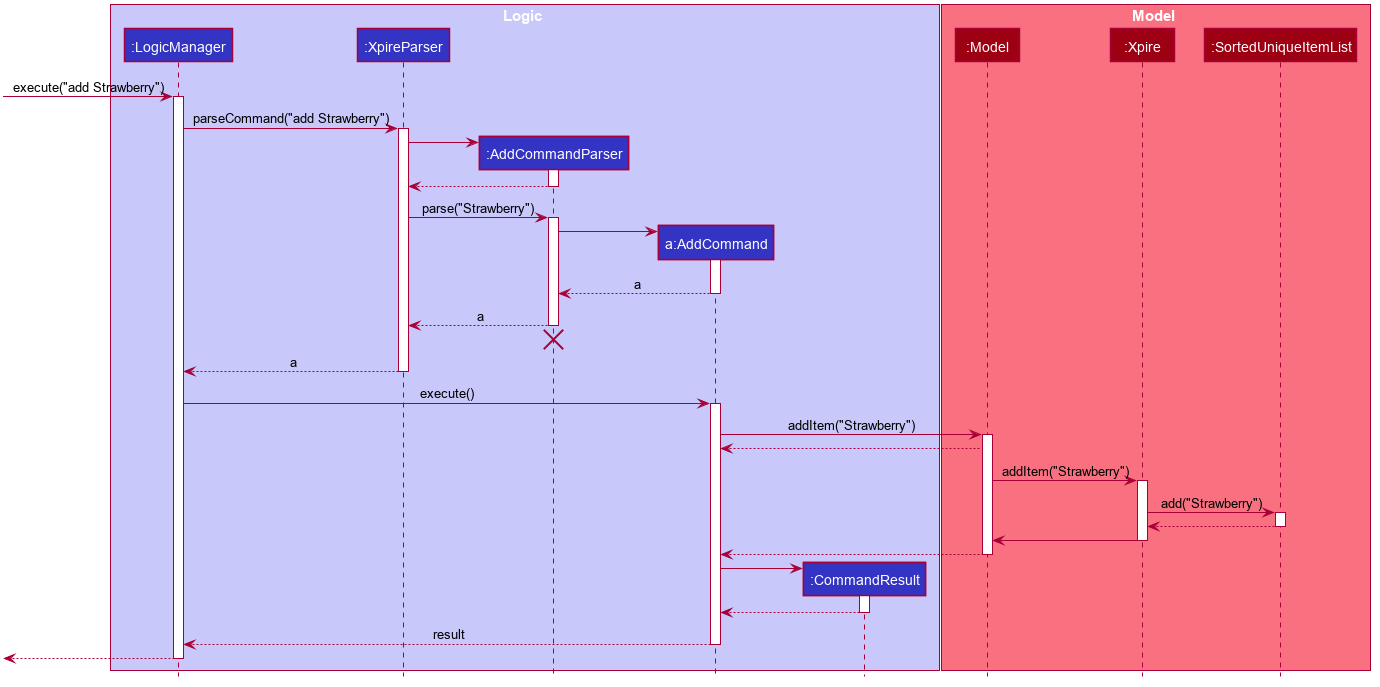 Logic
Model
:LogicManager
:XpireParser
:Model
:Xpire
:SortedUniqueItemList
execute("add Strawberry")
parseCommand("add Strawberry")
:AddCommandParser
parse("Strawberry")
a:AddCommand
a
a
a
execute()
addItem("Strawberry")
addItem("Strawberry")
add("Strawberry")
:CommandResult
result